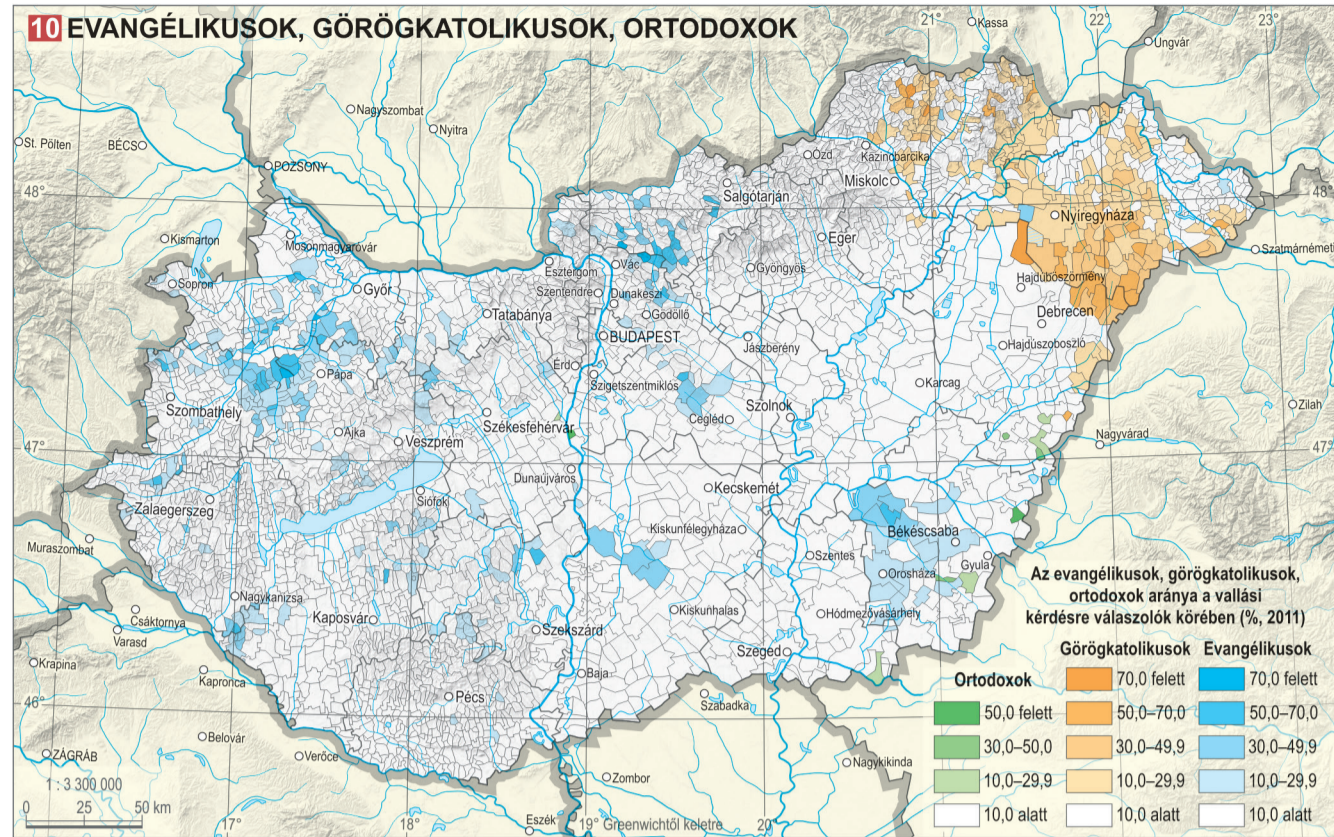 10 EVANGÉLIKUSOK, GÖRÖGKATOLIKUSOK, ORTODOXOK
21°
22°
23°
Kassa
Ungvár
Nagyszombat
Nyitra
St. Pölten
BÉCS
POZSONY
Ózd
Kazincbarcika
Miskolc
Salgótarján
48°
48°
Nyíregyháza
Kismarton
Mosonmagyaróvár
Eger
Szatmárnémeti
Sopron
Győr
Esztergom
Vác
Gyöngyös
Szentendre
Dunakeszi
Hajdúböszörmény
Tatabánya
Gödöllő
Debrecen
BUDAPEST
Jászberény
Hajdúszoboszló
Pápa
Érd
Szigetszentmiklós
Karcag
Szombathely
Szolnok
Zilah
Cegléd
Székesfehérvár
Ajka
Veszprém
Nagyvárad
47°
47°
Dunaújváros
Kecskemét
Zalaegerszeg
Siófok
Kiskunfélegyháza
Békéscsaba
Muraszombat
Szentes
Gyula
Orosháza
Nagykanizsa
Csáktornya
Kaposvár
Kiskunhalas
Hódmezővásárhely
Varasd
Szekszárd
Szeged
Krapina
Kapronca
Baja
Pécs
Szabadka
46°
Belovár
Verőce
ZÁGRÁB
Zombor
Nagykikinda
Eszék
Greenwichtől keletre
17°
18°
19°
20°
1 : 3 300 000
0 25 50 km
Az evangélikusok, görögkatolikusok,
ortodoxok aránya a vallási
kérdésre válaszolók körében (%, 2011)
Görögkatolikusok Evangélikusok
Ortodoxok 70,0 felett 70,0 felett
50,0 felett 50,0–70,0 50,0–70,0
30,0–50,0 30,0–49,9 30,0–49,9
10,0–29,9 10,0–29,9 10,0–29,9
10,0 alatt 10,0 alatt 10,0 alatt